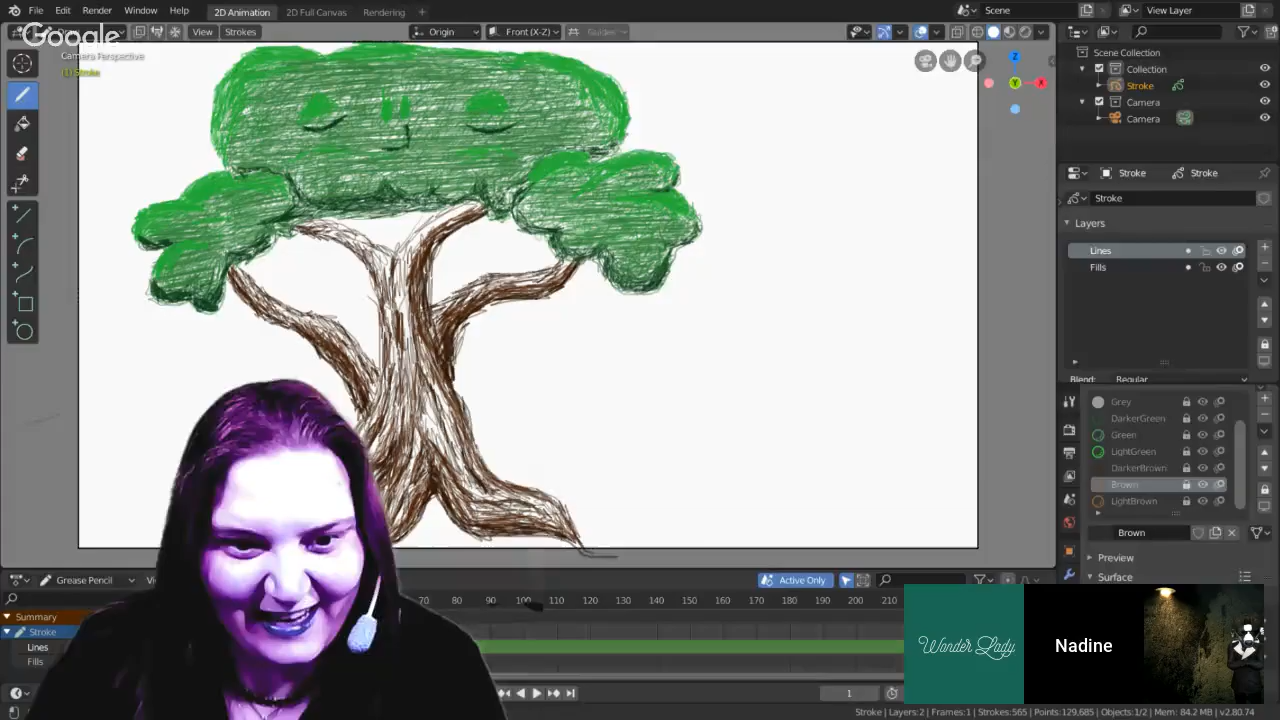 File Edit Render Window Help 2D Animation 2D Full Canvas Rendering + Scene View Layer
Google View Strokes Origin Front (X-Z) Guides
Camera Perspective
(1) Stroke
Z
Y
X
Scene Collection
Collection
Stroke
Camera
Camera
Stroke Stroke
Stroke
Layers
Lines
Fills
Blend: Regular
Grey
DarkerGreen
Green
LightGreen
DarkerBrown
Brown
LightBrown
Brown
Preview
Surface
Grease Pencil Active Only
70 80 90 100 110 120 130 140 150 160 170 180 190 200 210
Summary
Stroke
Lines
Fills
Wonder Lady
Nadine
1
Stroke | Layers:2 | Frames:1 | Strokes:565 | Points:129,685 | Objects:1/2 | Mem: 84.2 MB | v2.80.74